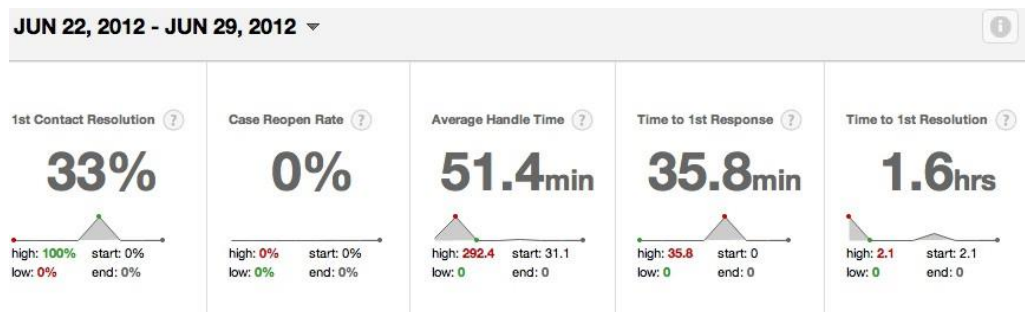 JUN 22, 2012 - JUN 29, 2012
1st Contact Resolution ?
33%
high: 100% start: 0%
low: 0% end: 0%
Case Reopen Rate ?
0%
high: 0% start: 0%
low: 0% end: 0%
Average Handle Time ?
51.4min
high: 292.4 start: 31.1
low: 0 end: 0
Time to 1st Response ?
35.8min
high: 35.8 start: 0
low: 0 end: 0
Time to 1st Resolution ?
1.6hrs
high: 2.1 start: 2.1
low: 0 end: 0